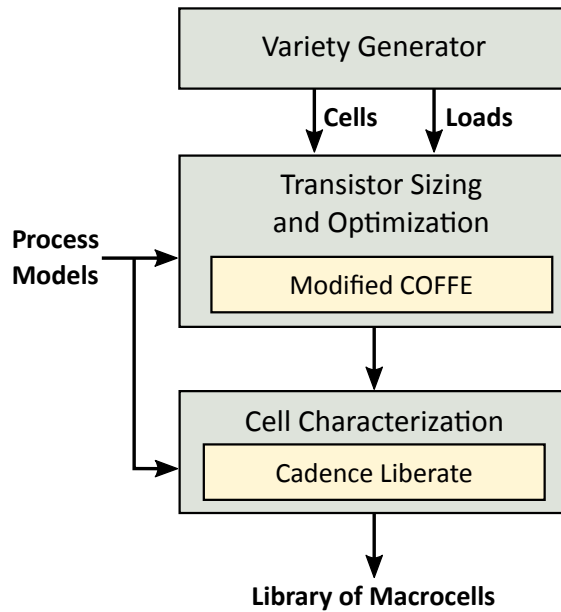 Variety Generator
Cells
Loads
Transistor Sizing
and Optimization
Process
Models
Modified COFFE
Cell Characterization
Cadence Liberate
Library of Macrocells